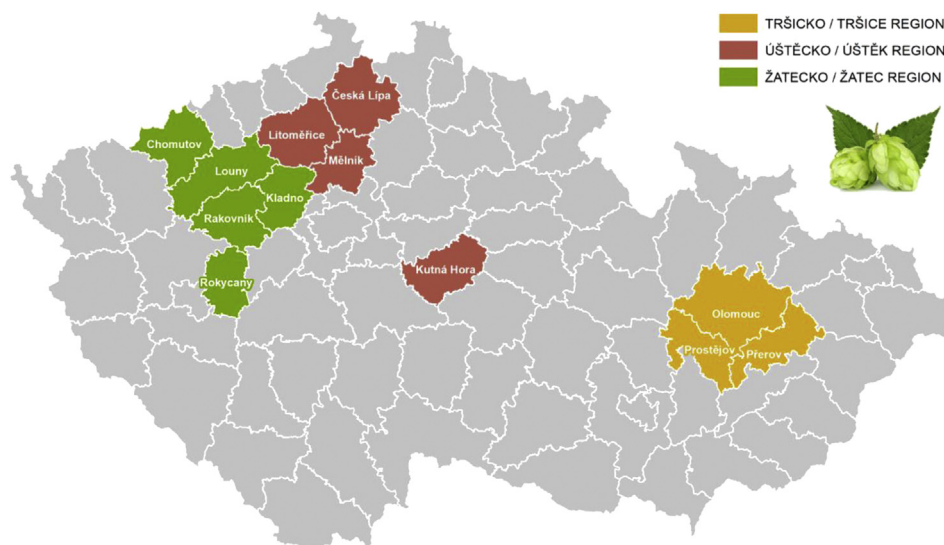 TRŠICKO / TRŠICE REGION
ÚŠTĚCKO / ÚŠTĚK REGION
ŽATECKO / ŽATEC REGION
Česká Lípa
Litoměřice
Chomutov
Mělník
Louny
Kladno
Rakovník
Kutná Hora
Rokycany
Olomouc
Prostějov
Přerov